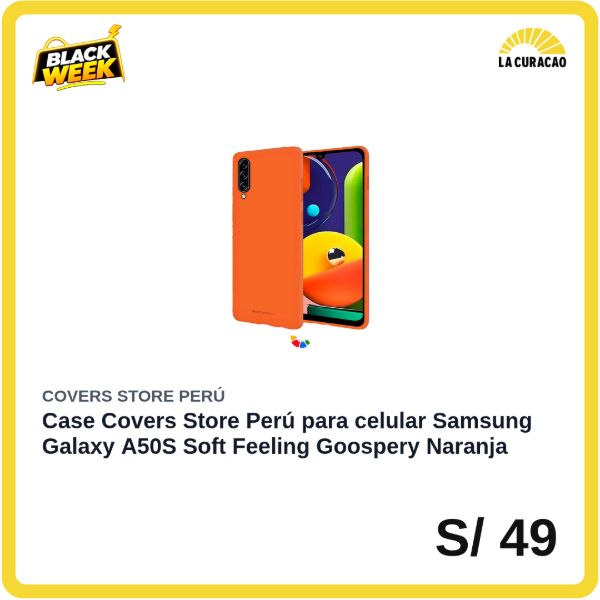 BLACK
WEEK
LA CURACAO
COVERS STORE PERÚ
Case Covers Store Perú para celular Samsung
Galaxy A50S Soft Feeling Goospery Naranja
S/ 49